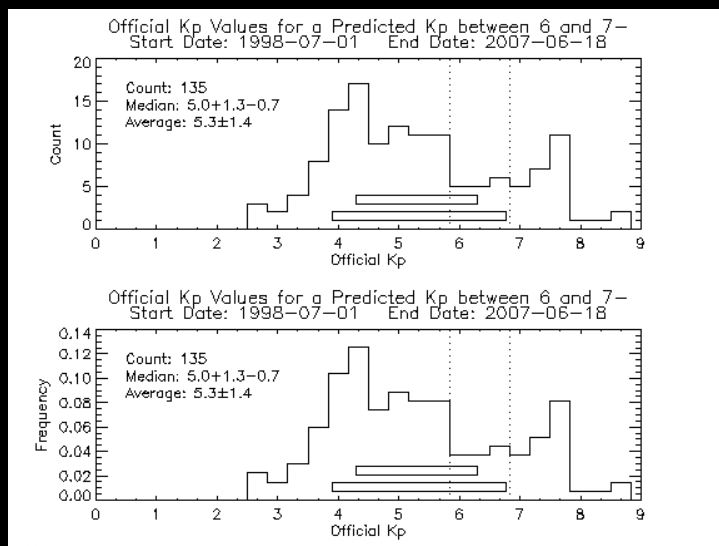 Official Kp Values for a Predicted Kp between 6 and 7-
Start Date: 1998-07-01 End Date: 2007-06-18
20
15
10
5
0
Count
Count: 135
Median: 5.0+1.3-0.7
Average: 5.3±1.4
0 1 2 3 4 5 6 7 8 9
Official Kp
Official Kp Values for a Predicted Kp between 6 and 7-
Start Date: 1998-07-01 End Date: 2007-06-18
0.14
0.12
0.10
0.08
0.06
0.04
0.02
0.00
Frequency
Count: 135
Median: 5.0+1.3-0.7
Average: 5.3±1.4
0 1 2 3 4 5 6 7 8 9
Official Kp